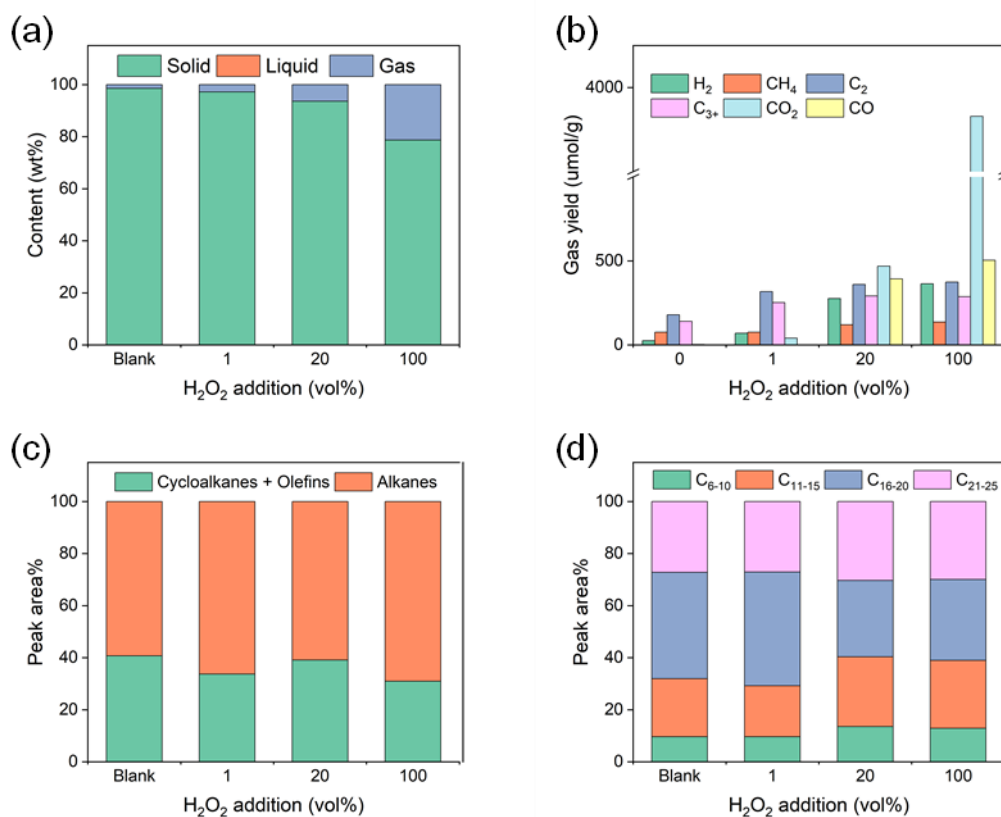 (a)
Solid Liquid Gas
100
80
60
40
20
0
Content (wt%)
Blank 1 20 100
H₂O₂ addition (vol%)
(b)
H₂ CH₄ C₂
C₃₊ CO₂ CO
4000
500
0
Gas yield (umol/g)
0 1 20 100
H₂O₂ addition (vol%)
(c)
Cycloalkanes + Olefins Alkanes
100
80
60
40
20
0
Peak area%
Blank 1 20 100
H₂O₂ addition (vol%)
(d)
C₆₋₁₀ C₁₁₋₁₅ C₁₆₋₂₀ C₂₁₋₂₅
100
80
60
40
20
0
Peak area%
Blank 1 20 100
H₂O₂ addition (vol%)